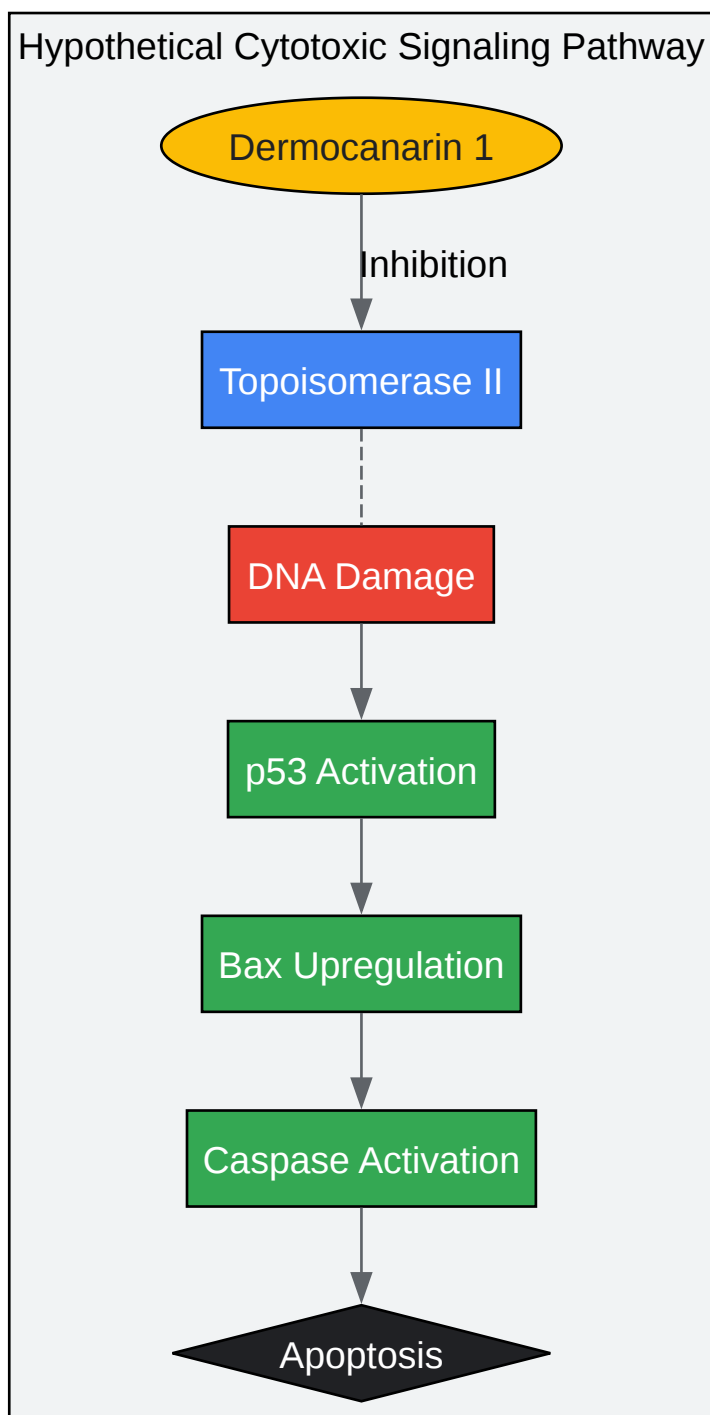 Hypothetical Cytotoxic Signaling Pathway
Dermocanarin 1
Inhibition
Topoisomerase II
DNA Damage
p53 Activation
Bax Upregulation
Caspase Activation
Apoptosis